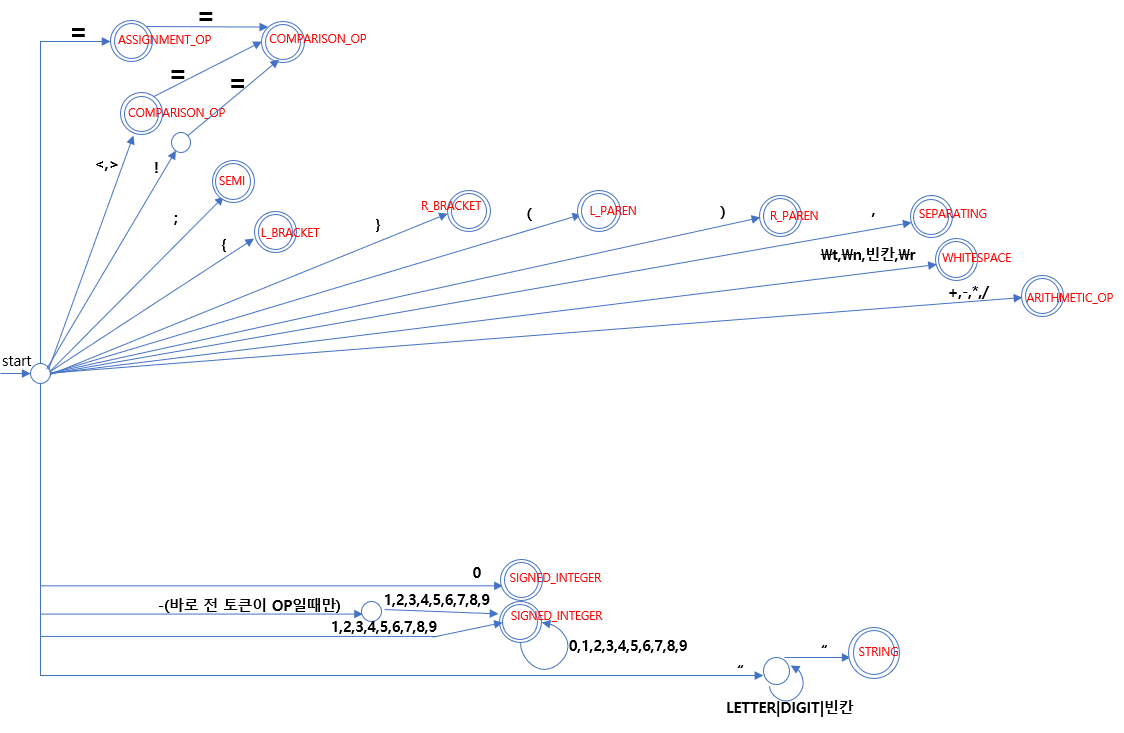 =
=
ASSIGNMENT_OP
COMPARISON_OP
=
=
COMPARISON_OP
<,>
!
SEMI
;
L_BRACKET
{
R_BRACKET
}
(
L_PAREN
)
R_PAREN
,
SEPARATING
₩t,₩n,빈칸,₩r
WHITESPACE
+,-,*,/
ARITHMETIC_OP
start
0
SIGNED_INTEGER
-(바로 전 토큰이 OP일때만)
1,2,3,4,5,6,7,8,9
SIGNED_INTEGER
1,2,3,4,5,6,7,8,9
0,1,2,3,4,5,6,7,8,9
“
“
STRING
LETTER|DIGIT|빈칸